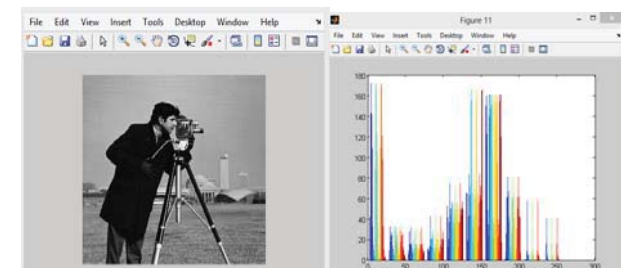 File Edit View Insert Tools Desktop Window Help
Figure 11
File Edit View Insert Tools Desktop Window Help
180
160
140
120
100
80
60
40
20
0
0 50 100 150 200 250 300